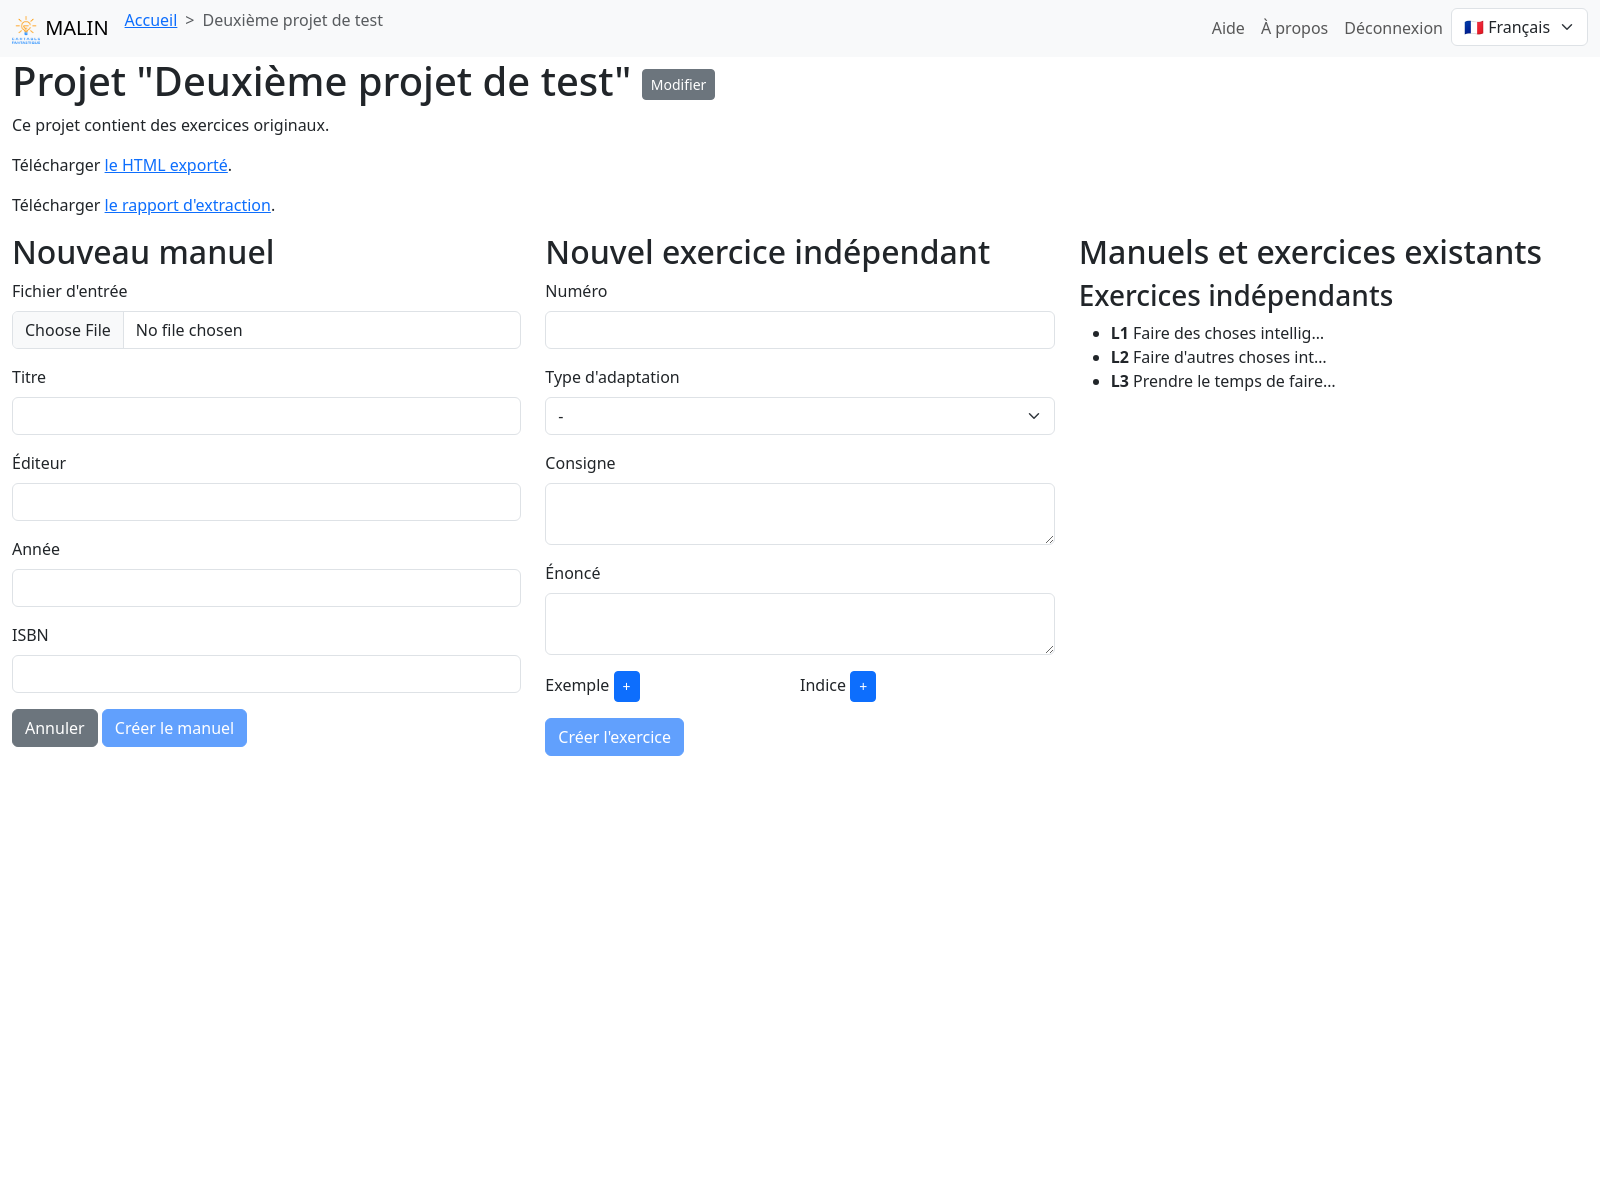 MALIN Accueil > Deuxième projet de test Aide À propos Déconnexion Français
Projet "Deuxième projet de test" Modifier
Ce projet contient des exercices originaux.
Télécharger le HTML exporté.
Télécharger le rapport d'extraction.
Nouveau manuel
Fichier d'entrée
Choose File No file chosen
Titre
Éditeur
Année
ISBN
Annuler Créer le manuel
Nouvel exercice indépendant
Numéro
Type d'adaptation
-
Consigne
Énoncé
Exemple + Indice +
Créer l'exercice
Manuels et exercices existants
Exercices indépendants
L1 Faire des choses intellig...
L2 Faire d'autres choses int...
L3 Prendre le temps de faire...